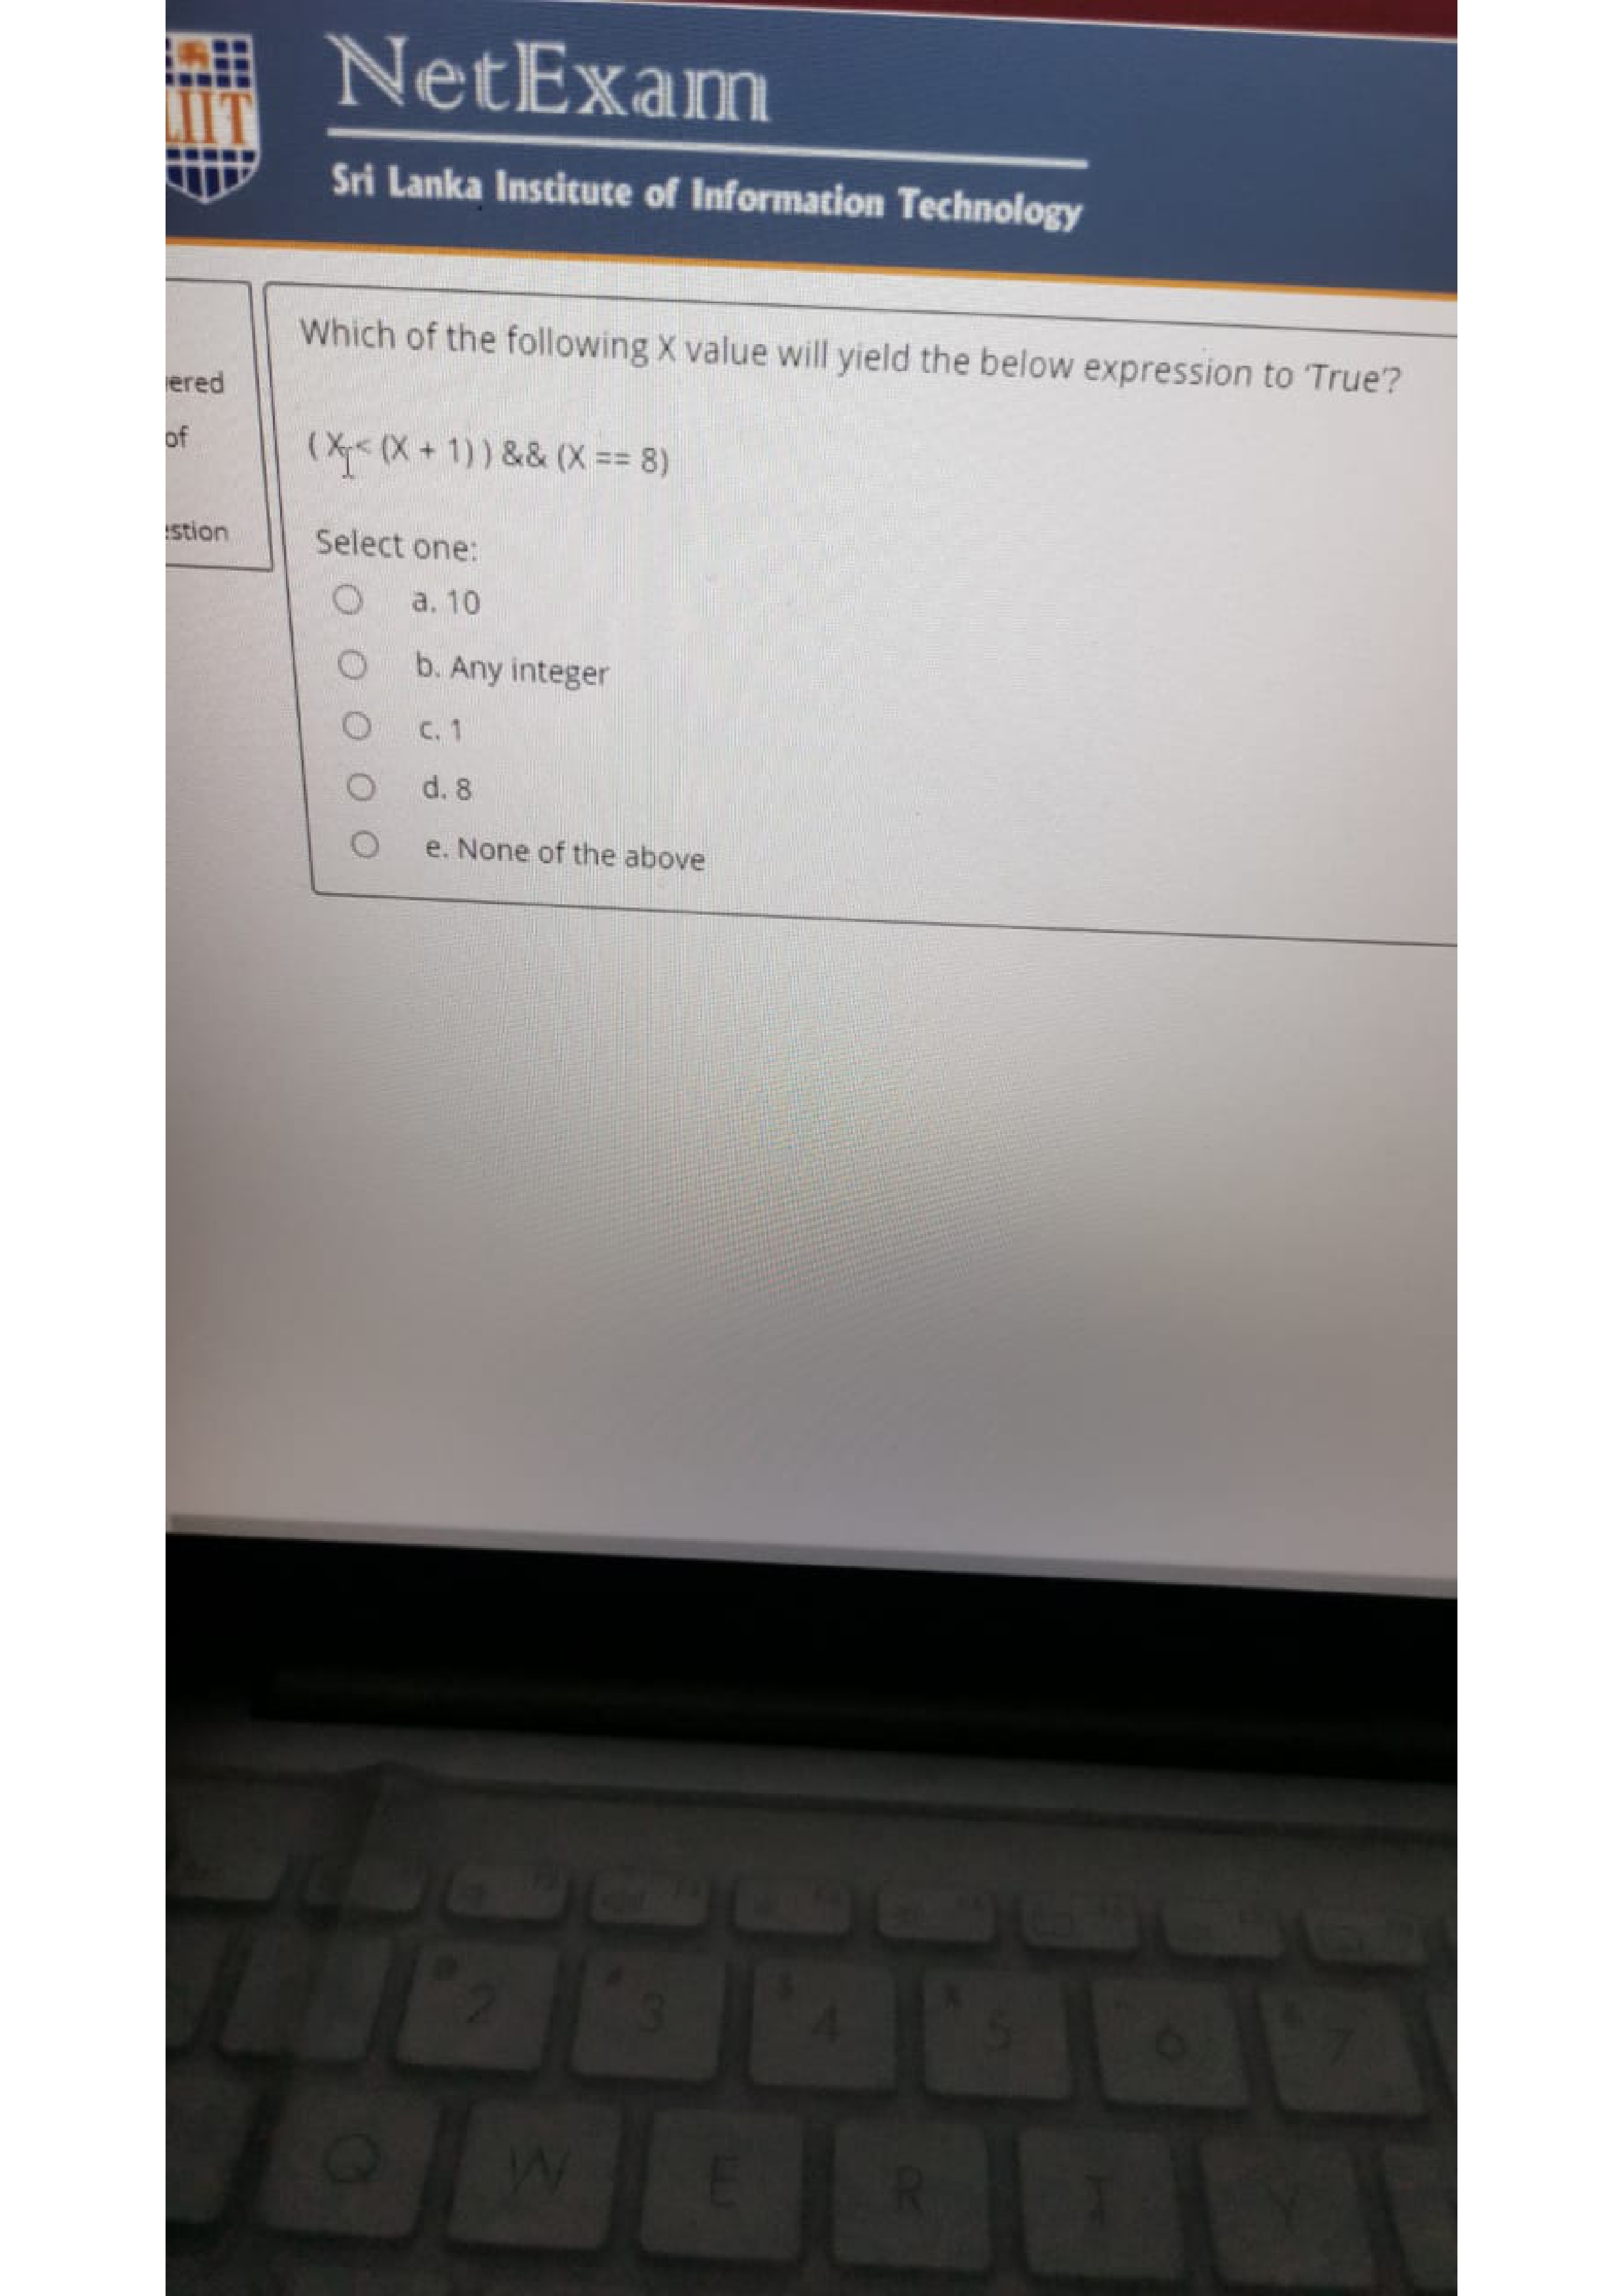 LIIT
NetExam
Sri Lanka Institute of Information Technology
ered
of
estion
Which of the following X value will yield the below expression to 'True'?
( X < (X + 1) ) && (X == 8)
Select one:
a. 10
b. Any integer
c. 1
d. 8
e. None of the above
2 3 4 5 6 7
Q W E R T Y